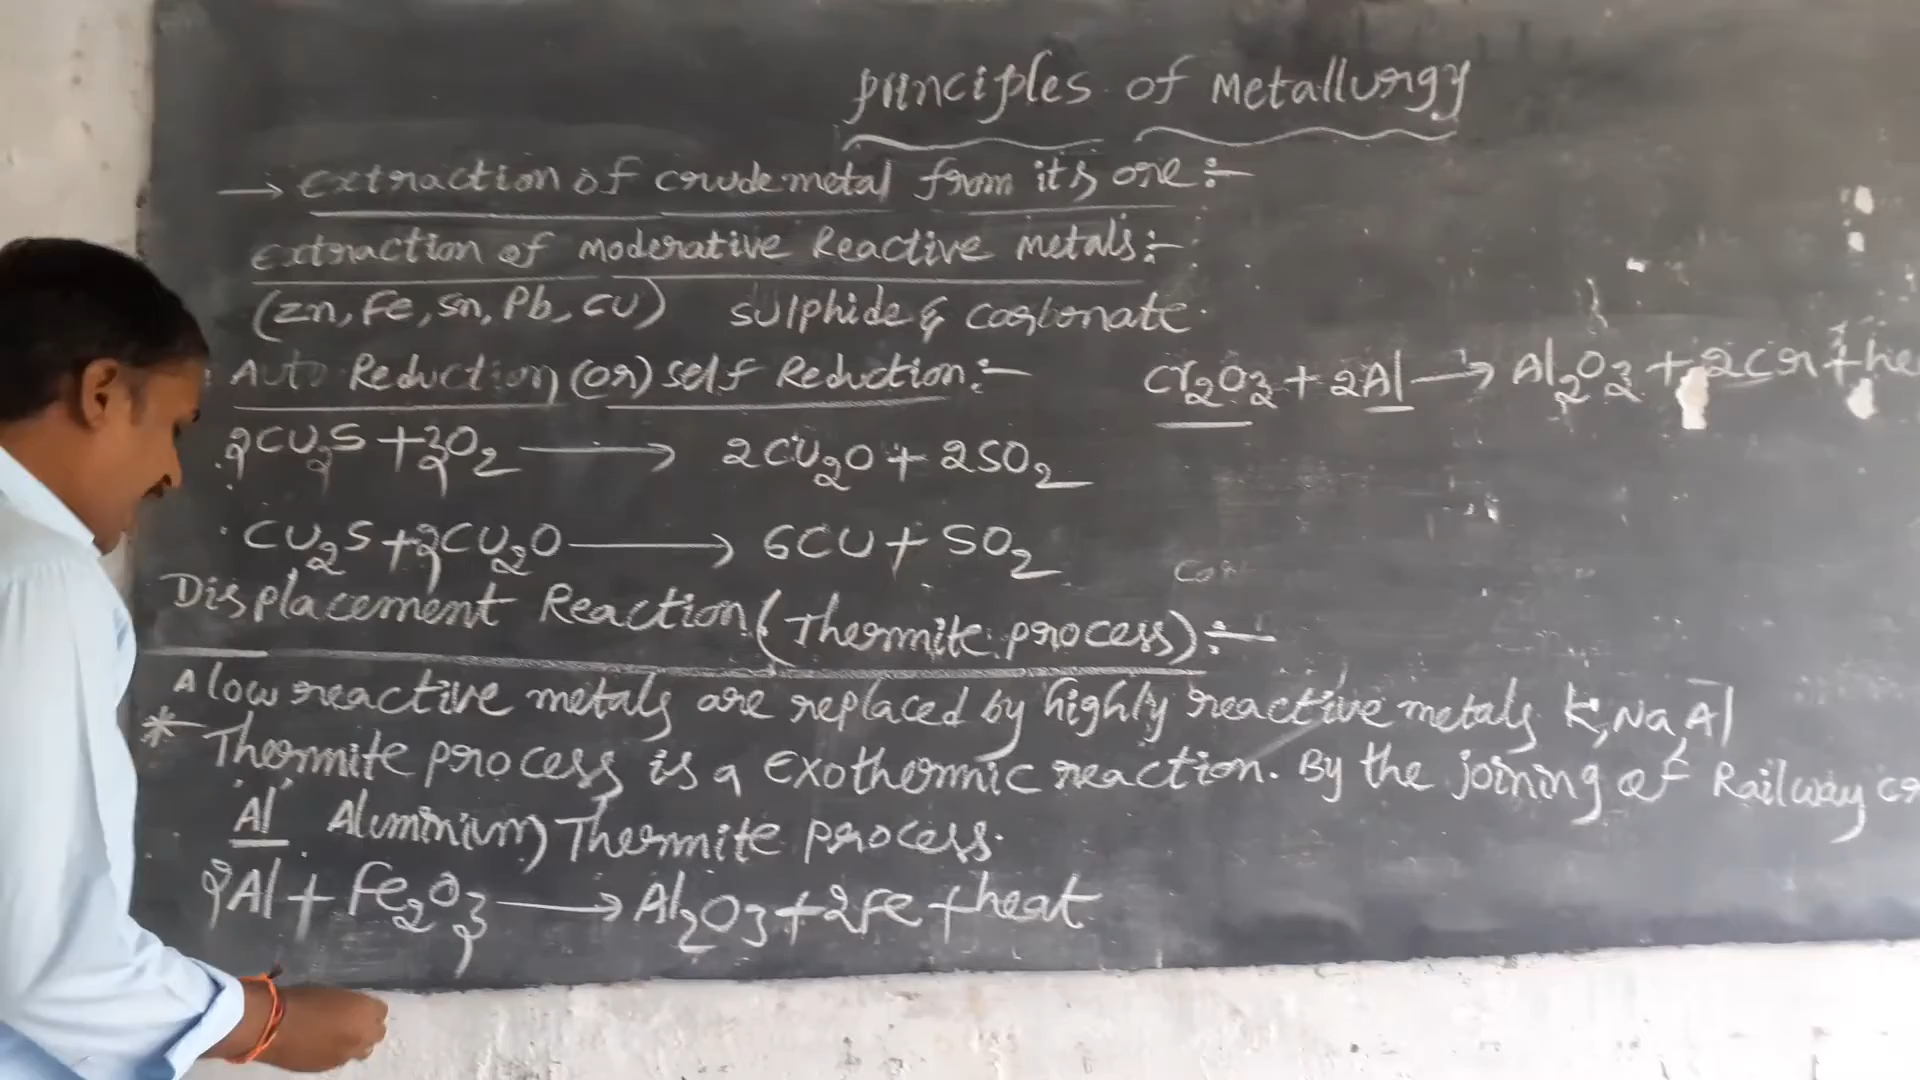 principles of Metallurgy
→ extraction of crude metal from its ore :-
extraction of moderative Reactive metals :-
(Zn, Fe, Sn, Pb, Cu) sulphide & carbonate.
Auto Reduction (or) self Reduction :-
Cr₂O₃ + 2Al → Al₂O₃ + 2Cr +
2Cu₂S + 3O₂ → 2Cu₂O + 2SO₂
Cu₂S + 2Cu₂O → 6Cu + SO₂
Displacement Reaction (Thermite process) :-
A low reactive metals are replaced by highly reactive metals K, Na, Al
* Thermite process is a exothermic reaction. By the joining of Railway
'Al' Aluminium) Thermite process.
2Al + Fe₂O₃ → Al₂O₃ + 2Fe + heat